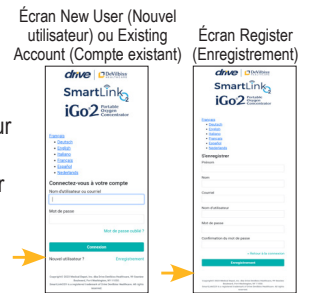 Écran New User (Nouvel
utilisateur) ou Existing
Account (Compte existant)
Écran Register
(Enregistrement)
ur
r
drive DeVilbiss
SmartLink
iGo2 Portable
Oxygen
Concentrator
Français
• Deutsch
• English
• Italiano
• Français
• Español
• Nederlands
Connectez-vous à votre compte
Nom d'utilisateur ou courriel
Mot de passe
Mot de passe oublié ?
Connexion
Nouvel utilisateur ? Enregistrement
drive DeVilbiss
SmartLink
iGo2 Portable
Oxygen
Concentrator
Français
• Deutsch
• English
• Italiano
• Français
• Español
• Nederlands
Prénom
Nom
Courriel
Nom d'utilisateur
Mot de passe
Confirmation du mot de passe
Enregistrement